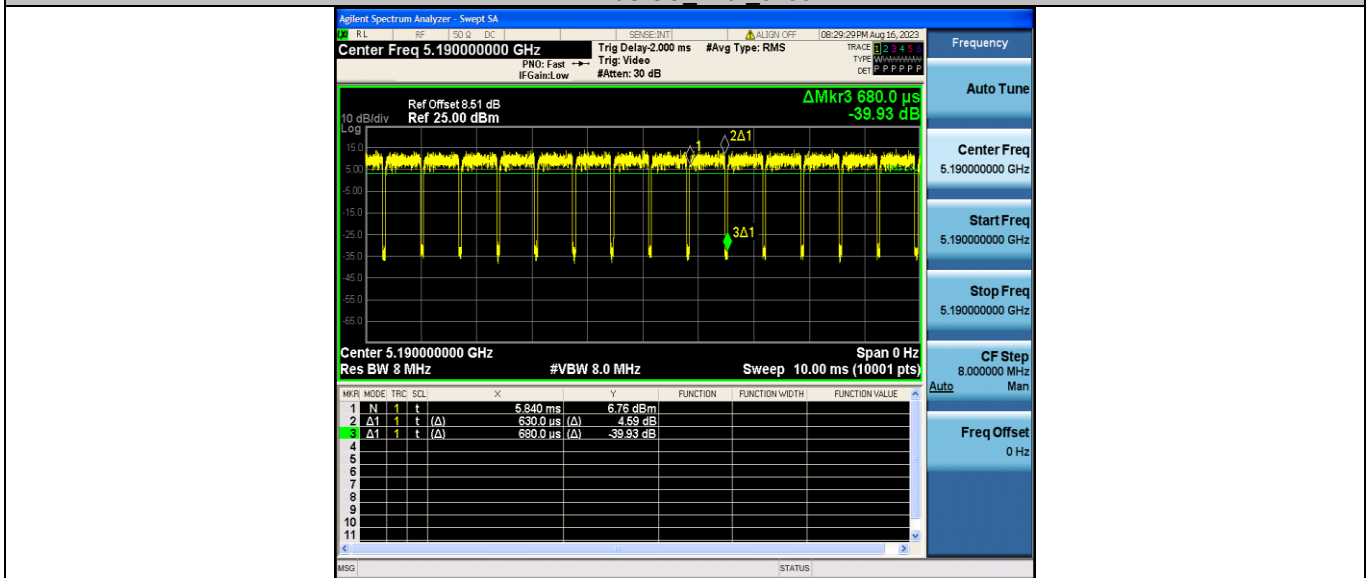 Agilent Spectrum Analyzer - Swept SA
RL RF 50 Ω DC SENSE:INT ALIGN OFF 08:29:29 PM Aug 16, 2023
Center Freq 5.190000000 GHz
PNO: Fast
IFGain:Low
Trig Delay-2.000 ms
Trig: Video
#Atten: 30 dB
#Avg Type: RMS
TRACE 1 2 3 4 5 6
TYPE
DET P P P P P P
ΔMkr3 680.0 µs
-39.93 dB
Ref Offset 8.51 dB
10 dB/div Ref 25.00 dBm
Log
15.0
5.00
-5.00
-15.0
-25.0
-35.0
-45.0
-55.0
-65.0
1
2Δ1
3Δ1
Center 5.190000000 GHz Span 0 Hz
Res BW 8 MHz #VBW 8.0 MHz Sweep 10.00 ms (10001 pts)
MKR MODE TRC SCL X Y FUNCTION FUNCTION WIDTH FUNCTION VALUE
1 N 1 t 5.840 ms 6.76 dBm
2 Δ1 1 t (Δ) 630.0 µs (Δ) 4.59 dB
3 Δ1 1 t (Δ) 680.0 µs (Δ) -39.93 dB
4
5
6
7
8
9
10
11
MSG STATUS
Frequency
Auto Tune
Center Freq
5.190000000 GHz
Start Freq
5.190000000 GHz
Stop Freq
5.190000000 GHz
CF Step
8.000000 MHz
Auto Man
Freq Offset
0 Hz